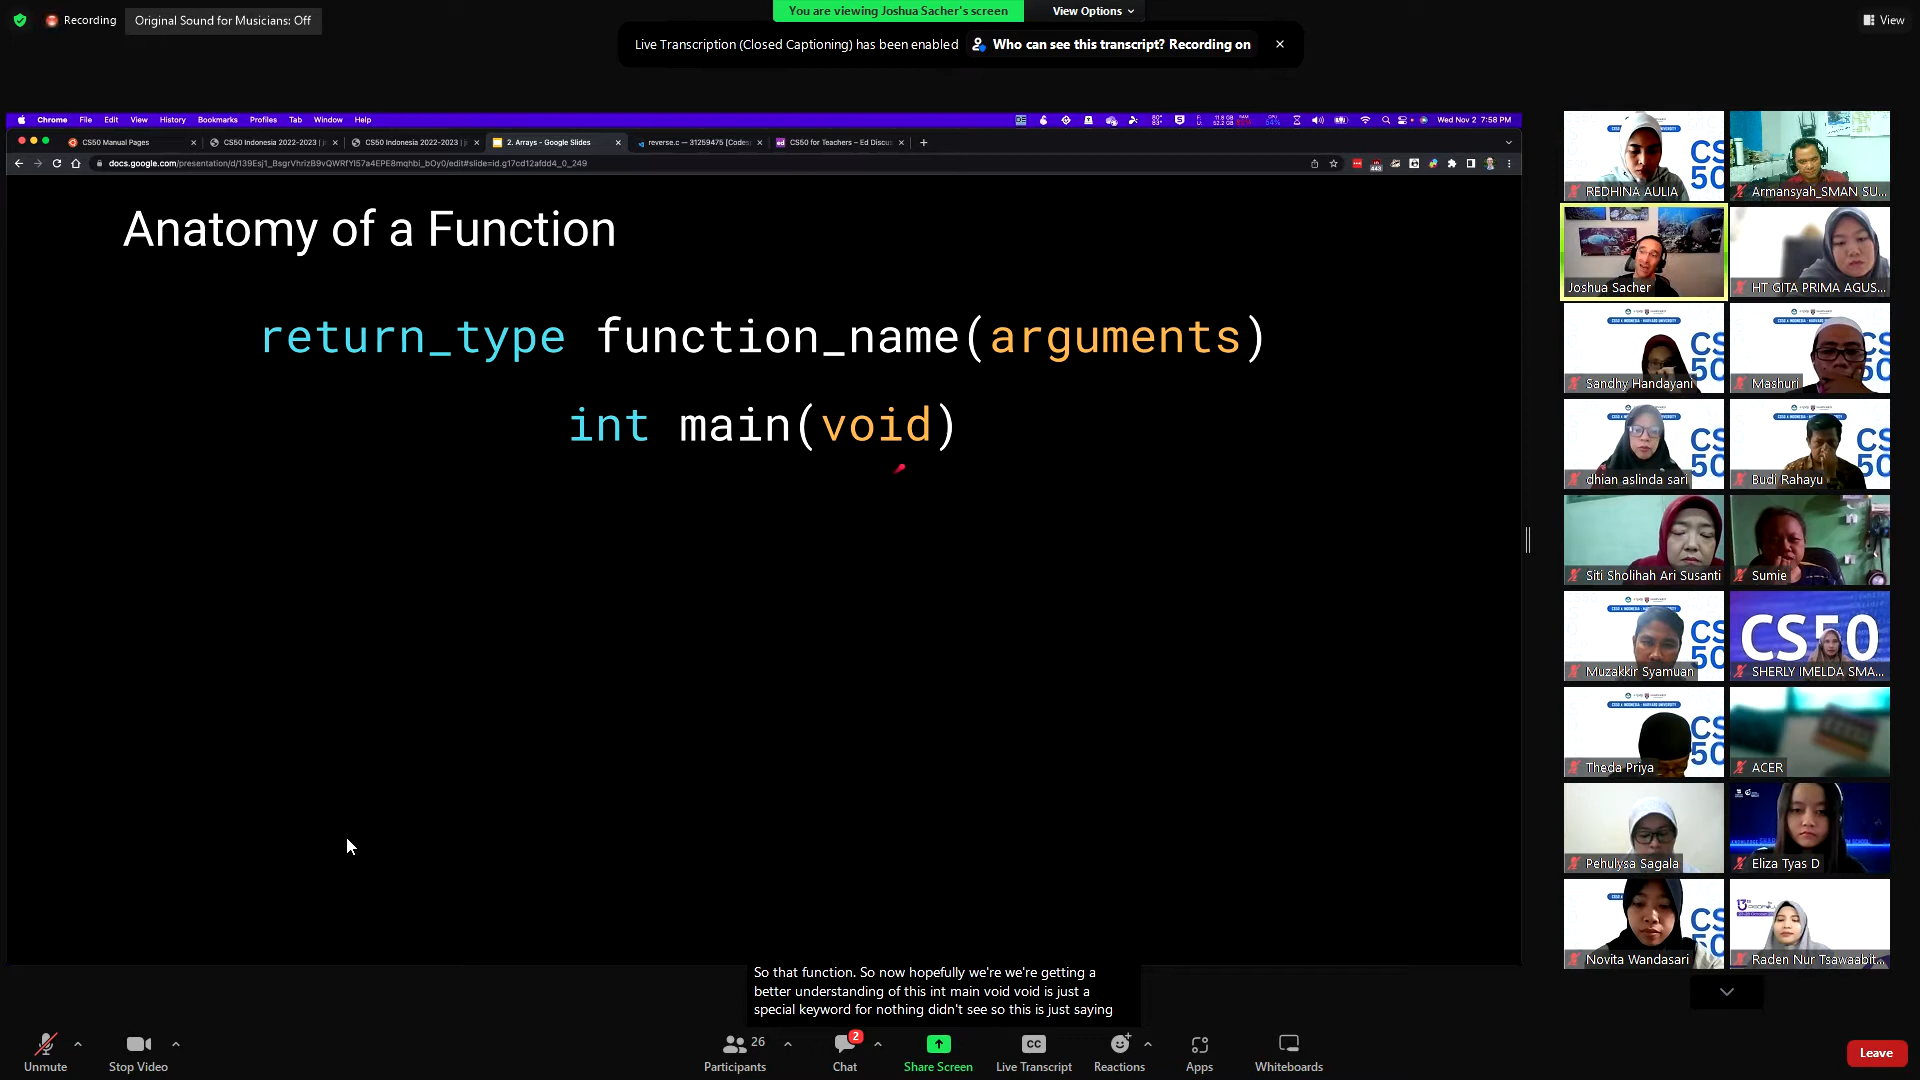 Recording
Original Sound for Musicians: Off
You are viewing Joshua Sacher's screen
View Options
View
Live Transcription (Closed Captioning) has been enabled
Who can see this transcript? Recording on
Chrome File Edit View History Bookmarks Profiles Tab Window Help
Wed Nov 2 7:58 PM
CS50 Manual Pages
CS50 Indonesia 2022-2023 |
CS50 Indonesia 2022-2023 |
2. Arrays - Google Slides
reverse.c — 31259475 [Codes
CS50 for Teachers – Ed Discus
Anatomy of a Function
return_type function_name(arguments)
int main(void)
REDHINA AULIA
Armansyah_SMAN SU...
Joshua Sacher
HT GITA PRIMA AGUS...
Sandhy Handayani
Mashuri
dhian aslinda sari
Budi Rahayu
Siti Sholihah Ari Susanti
Sumie
Muzakkir Syamuan
CS50
SHERLY IMELDA SMA...
Theda Priya
ACER
Pehulysa Sagala
Eliza Tyas D
Novita Wandasari
Raden Nur Tsawaabit...
So that function. So now hopefully we're we're getting a
better understanding of this int main void void is just a
special keyword for nothing didn't see so this is just saying
Unmute
Stop Video
26
Participants
2
Chat
Share Screen
CC
Live Transcript
Reactions
Apps
Whiteboards
Leave